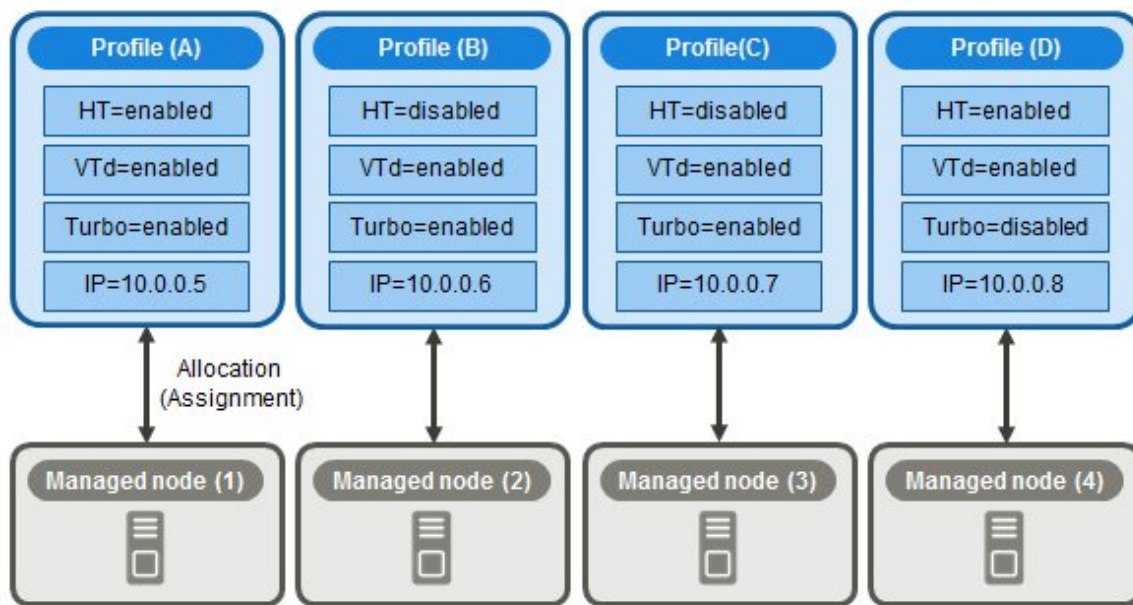 Profile (A)
HT=enabled
VTd=enabled
Turbo=enabled
IP=10.0.0.5
Profile (B)
HT=disabled
VTd=enabled
Turbo=enabled
IP=10.0.0.6
Profile(C)
HT=disabled
VTd=enabled
Turbo=enabled
IP=10.0.0.7
Profile (D)
HT=enabled
VTd=enabled
Turbo=disabled
IP=10.0.0.8
Allocation
(Assignment)
Managed node (1)
Managed node (2)
Managed node (3)
Managed node (4)